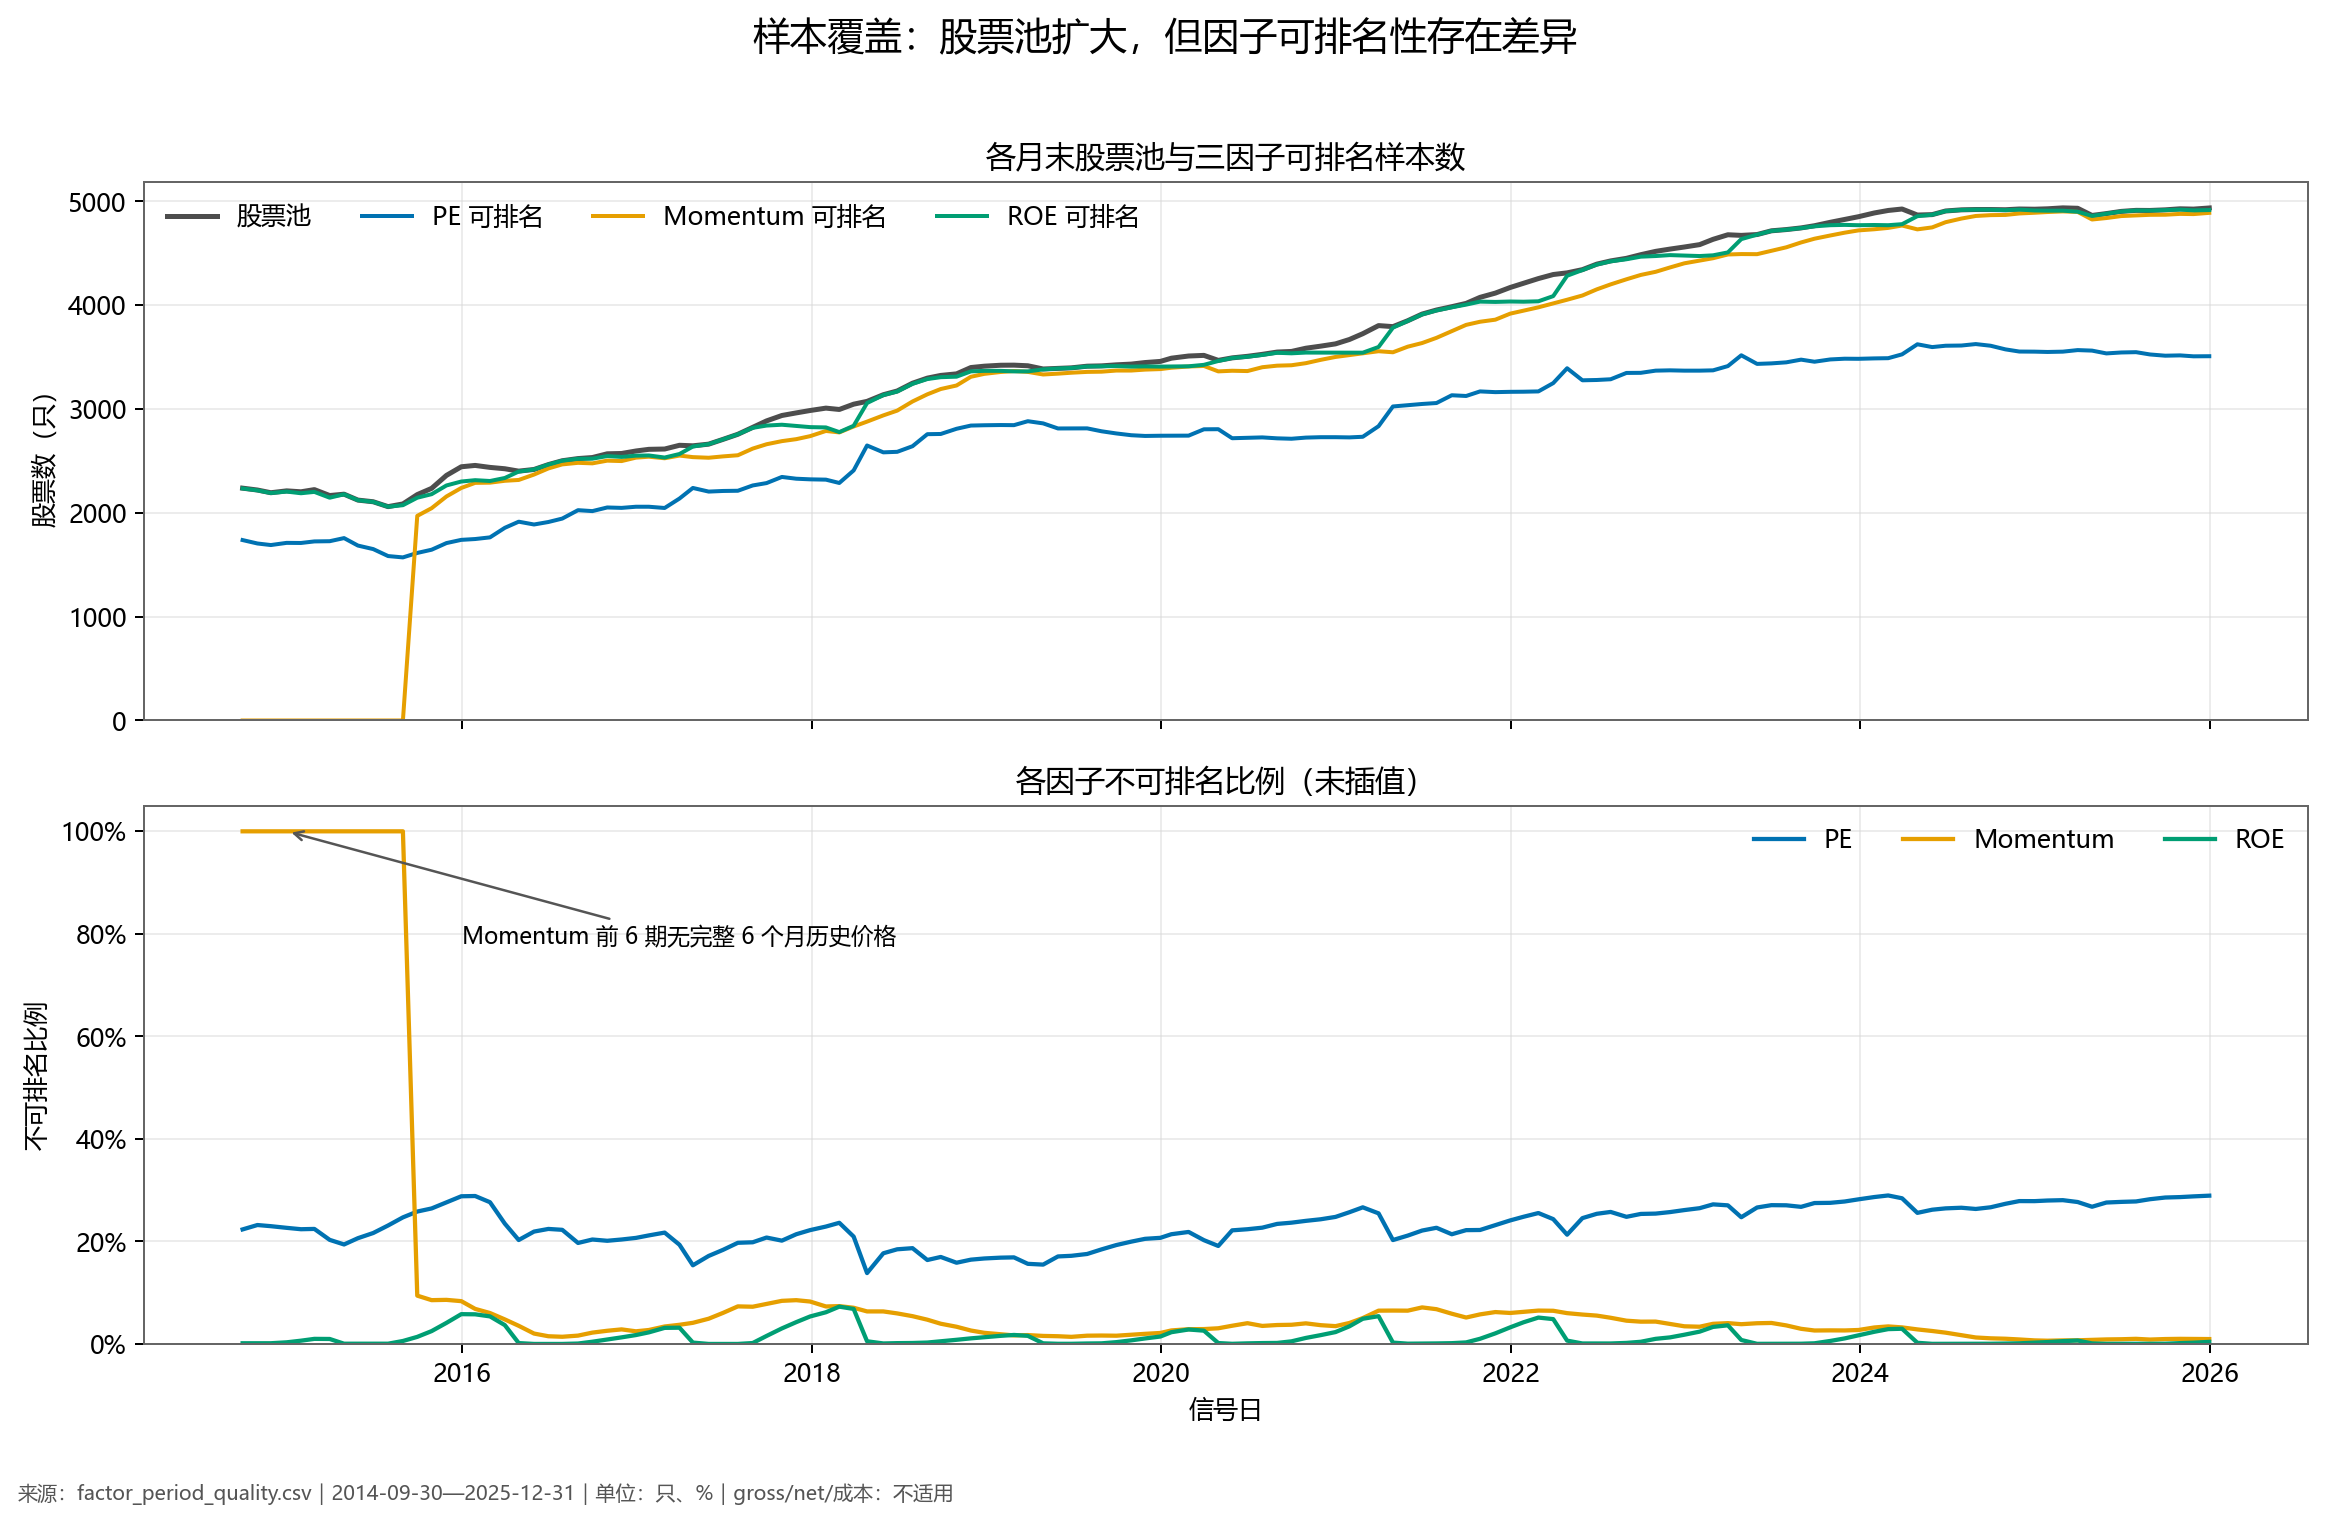 样本覆盖：股票池扩大，但因子可排名性存在差异
各月末股票池与三因子可排名样本数
股票池 PE 可排名 Momentum 可排名 ROE 可排名
股票数（只）
5000
4000
3000
2000
1000
0
各因子不可排名比例（未插值）
PE Momentum ROE
Momentum 前 6 期无完整 6 个月历史价格
不可排名比例
100%
80%
60%
40%
20%
0%
2016 2018 2020 2022 2024 2026
信号日
来源：factor_period_quality.csv | 2014-09-30—2025-12-31 | 单位：只、% | gross/net/成本：不适用